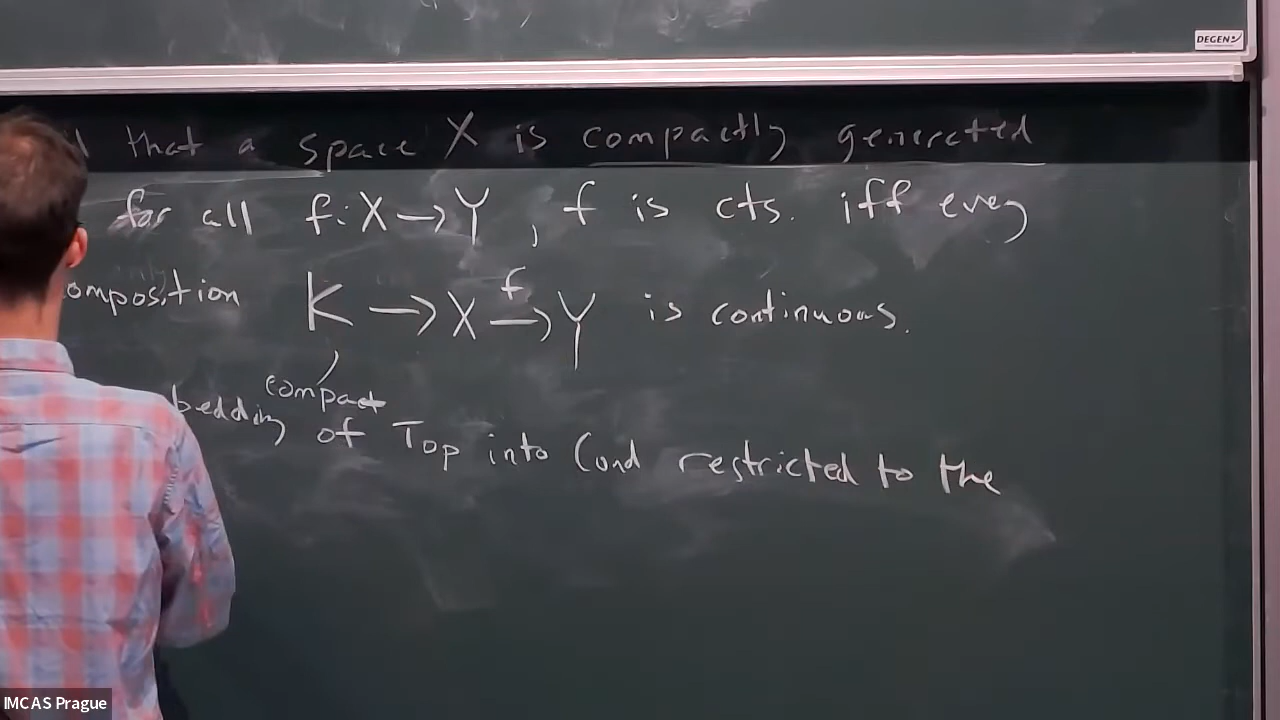 DEGEN
that a space X is compactly generated
for all f: X → Y, f is cts. iff every
omposition K → X →f Y is continuous.
compact
bedding of Top into Cond restricted to the
IMCAS Prague